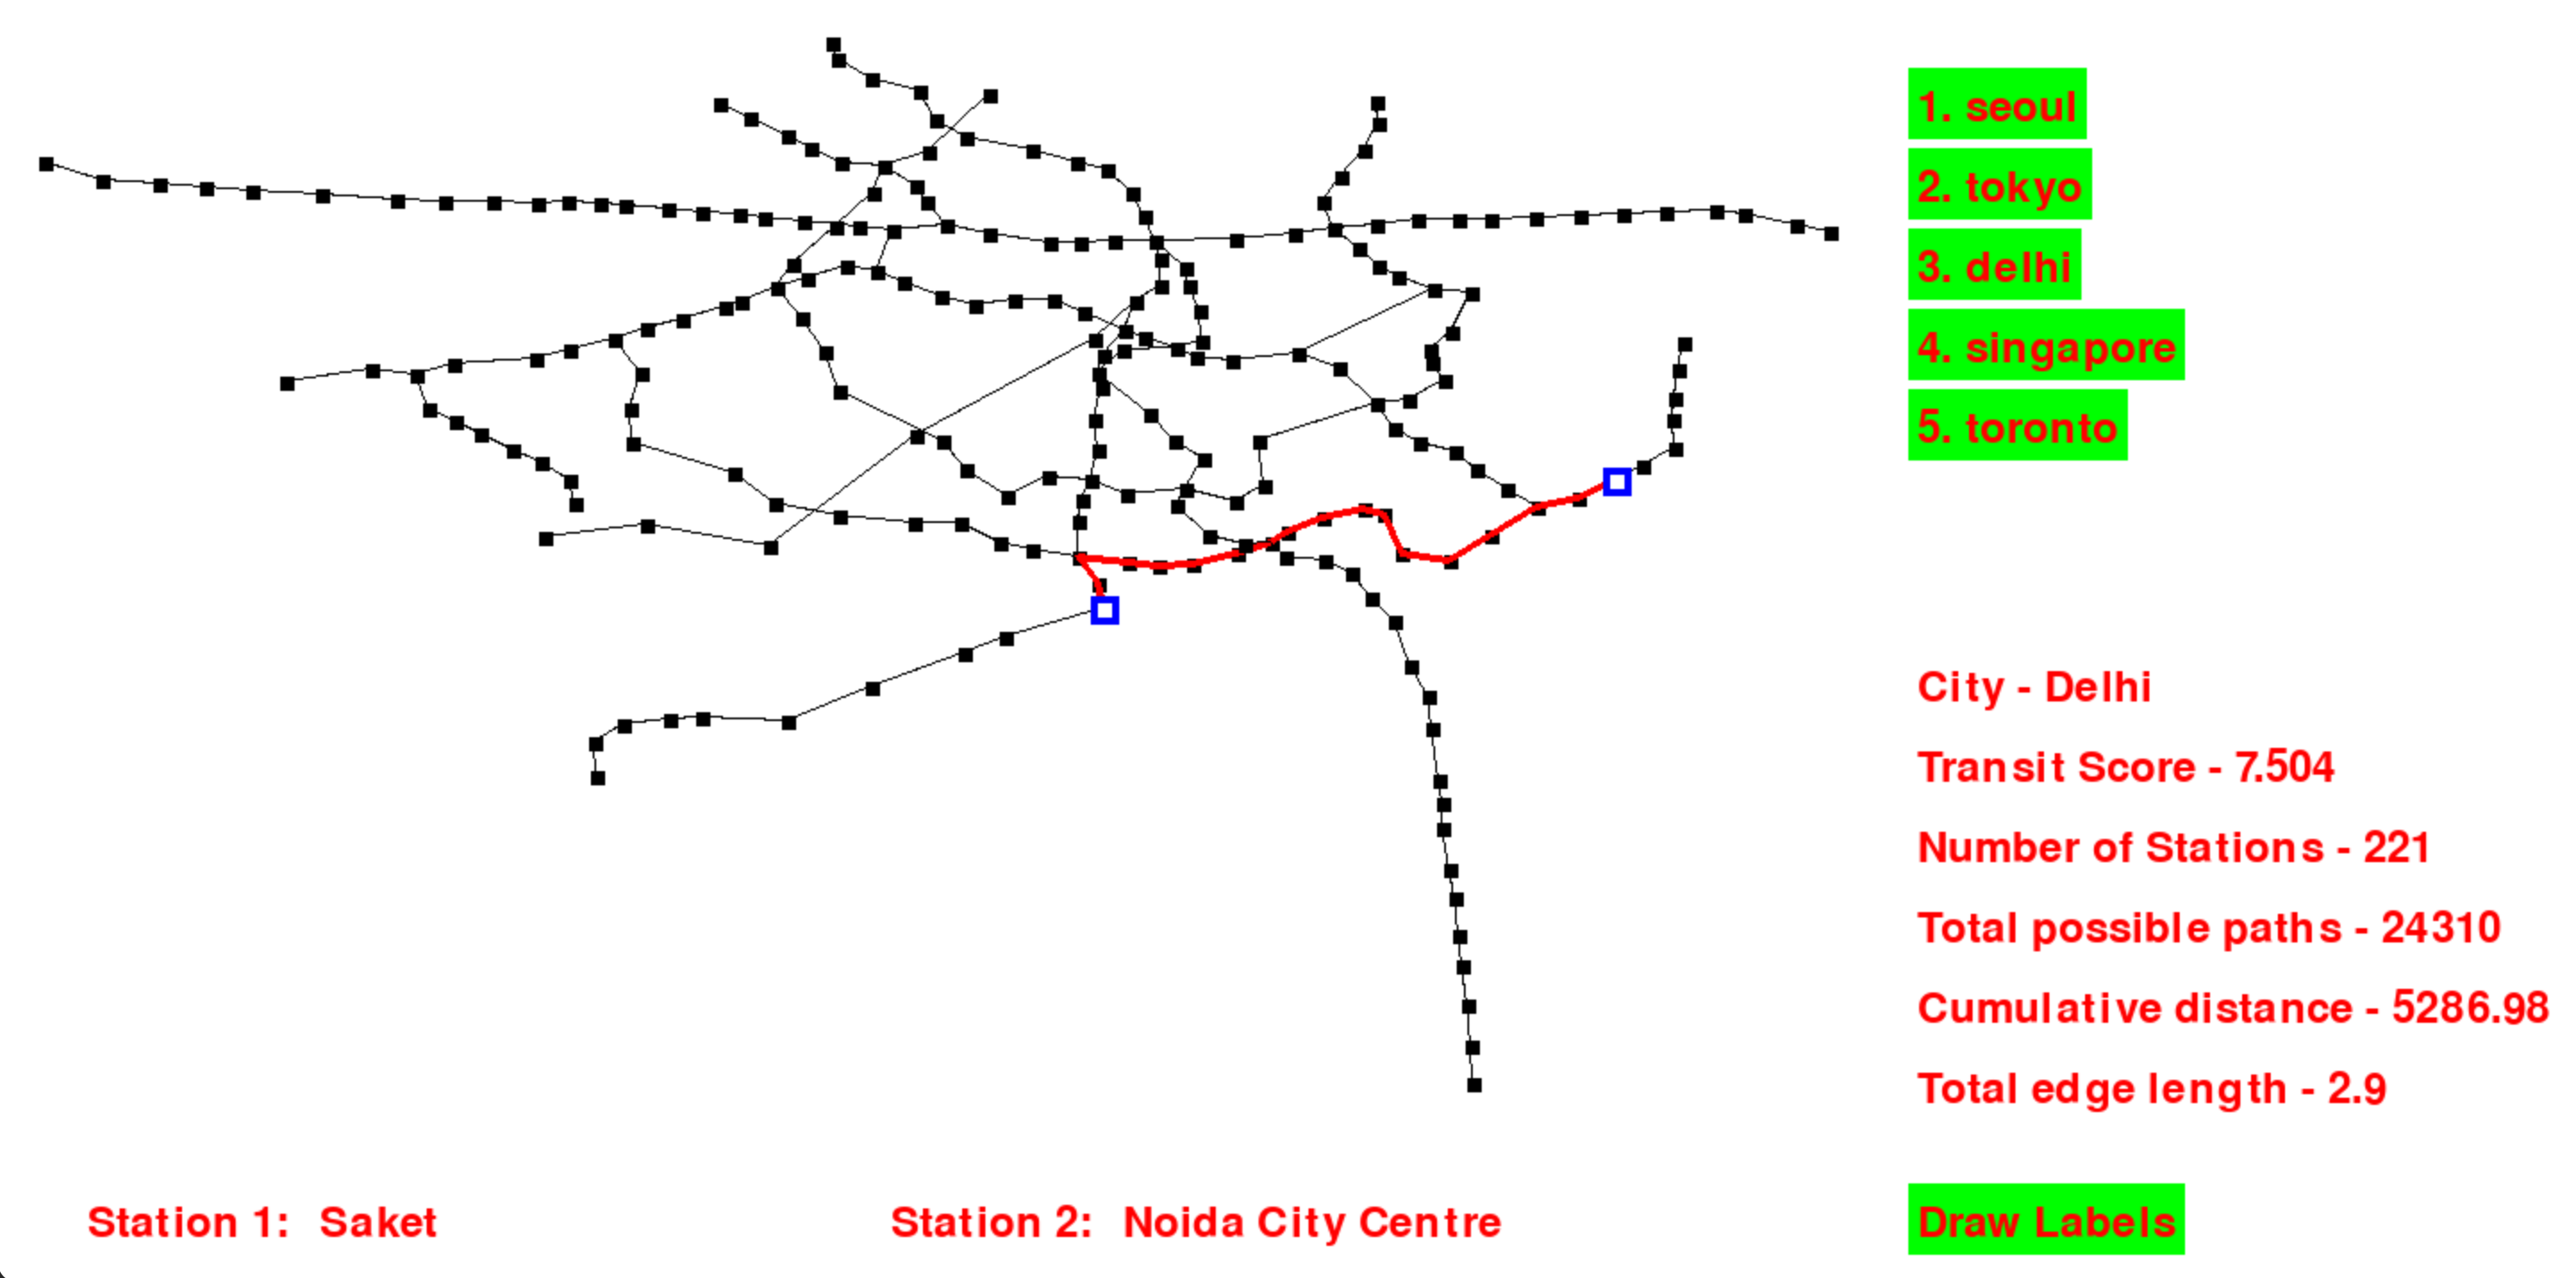 1. seoul
2. tokyo
3. delhi
4. singapore
5. toronto
City - Delhi
Transit Score - 7.504
Number of Stations - 221
Total possible paths - 24310
Cumulative distance - 5286.98
Total edge length - 2.9
Station 1: Saket
Station 2: Noida City Centre
Draw Labels